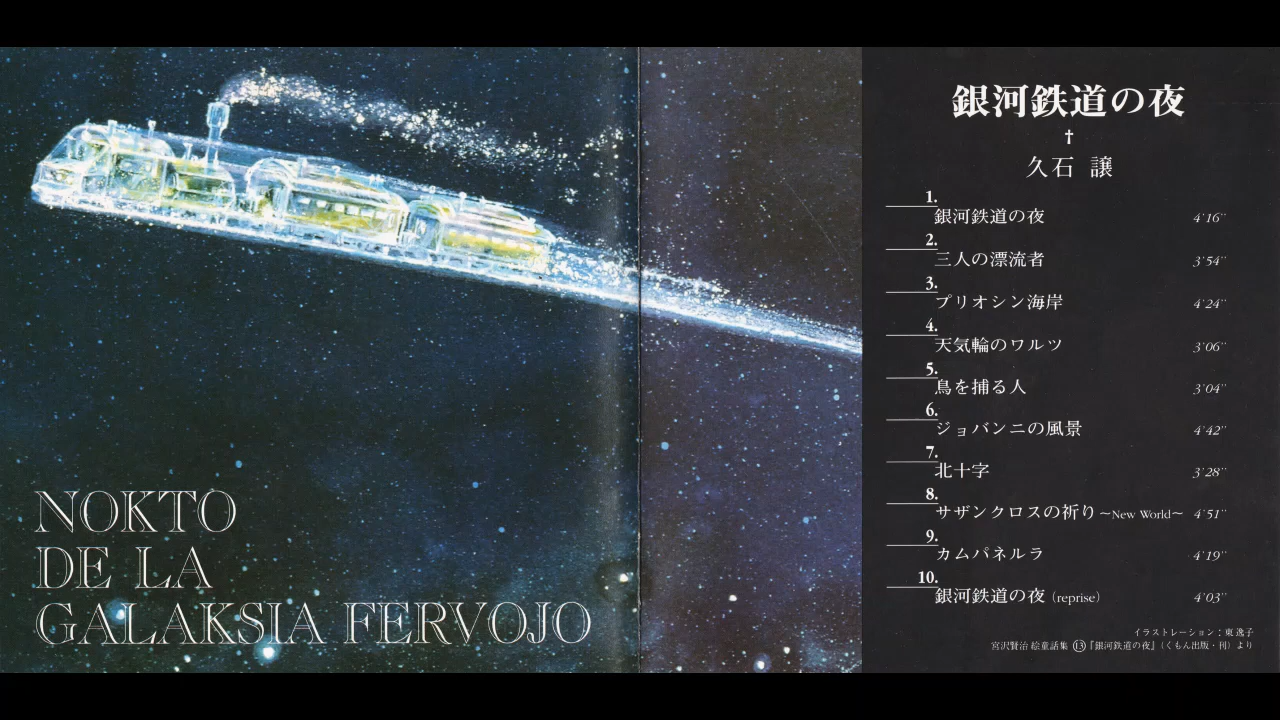 NOKTO
DE LA
GALAKSIA FERVOJO
銀河鉄道の夜
†
久石 譲
1.
銀河鉄道の夜 4'16''
2.
三人の漂流者 3'54''
3.
プリオシン海岸 4'24''
4.
天気輪のワルツ 3'06''
5.
鳥を捕る人 3'04''
6.
ジョバンニの風景 4'42''
7.
北十字 3'28''
8.
サザンクロスの祈り〜New World〜 4'51''
9.
カムパネルラ 4'19''
10.
銀河鉄道の夜（reprise） 4'03''
イラストレーション：東 逸子
宮沢賢治 絵童話集 ⑬『銀河鉄道の夜』（くもん出版・刊）より